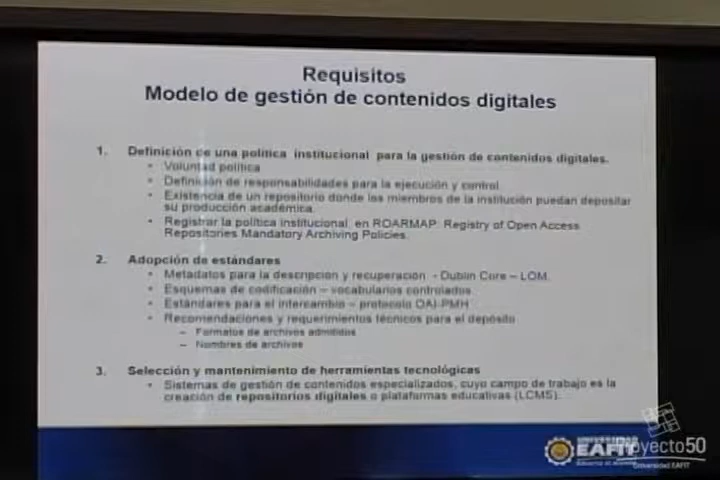 Requisitos
Modelo de gestión de contenidos digitales
1. Definición de una política institucional para la gestión de contenidos digitales.
• Voluntad política
• Definición de responsabilidades para la ejecución y control
• Existencia de un repositorio donde los miembros de la institución puedan depositar
su producción académica.
• Registrar la política institucional en ROARMAP: Registry of Open Access
Repositories Mandatory Archiving Policies.
2. Adopción de estándares
• Metadatos para la descripción y recuperación - Dublin Core – LOM.
• Esquemas de codificación – vocabularios controlados
• Estándares para el intercambio – protocolo OAI-PMH
• Recomendaciones y requerimientos técnicos para el depósito
– Formatos de archivos admitidos
– Nombres de archivos
3. Selección y mantenimiento de herramientas tecnológicas
• Sistemas de gestión de contenidos especializados, cuyo campo de trabajo es la
creación de repositorios digitales o plataformas educativas (LCMS).
UNIVERSIDAD
EAFIT
Proyecto50
Universidad EAFIT